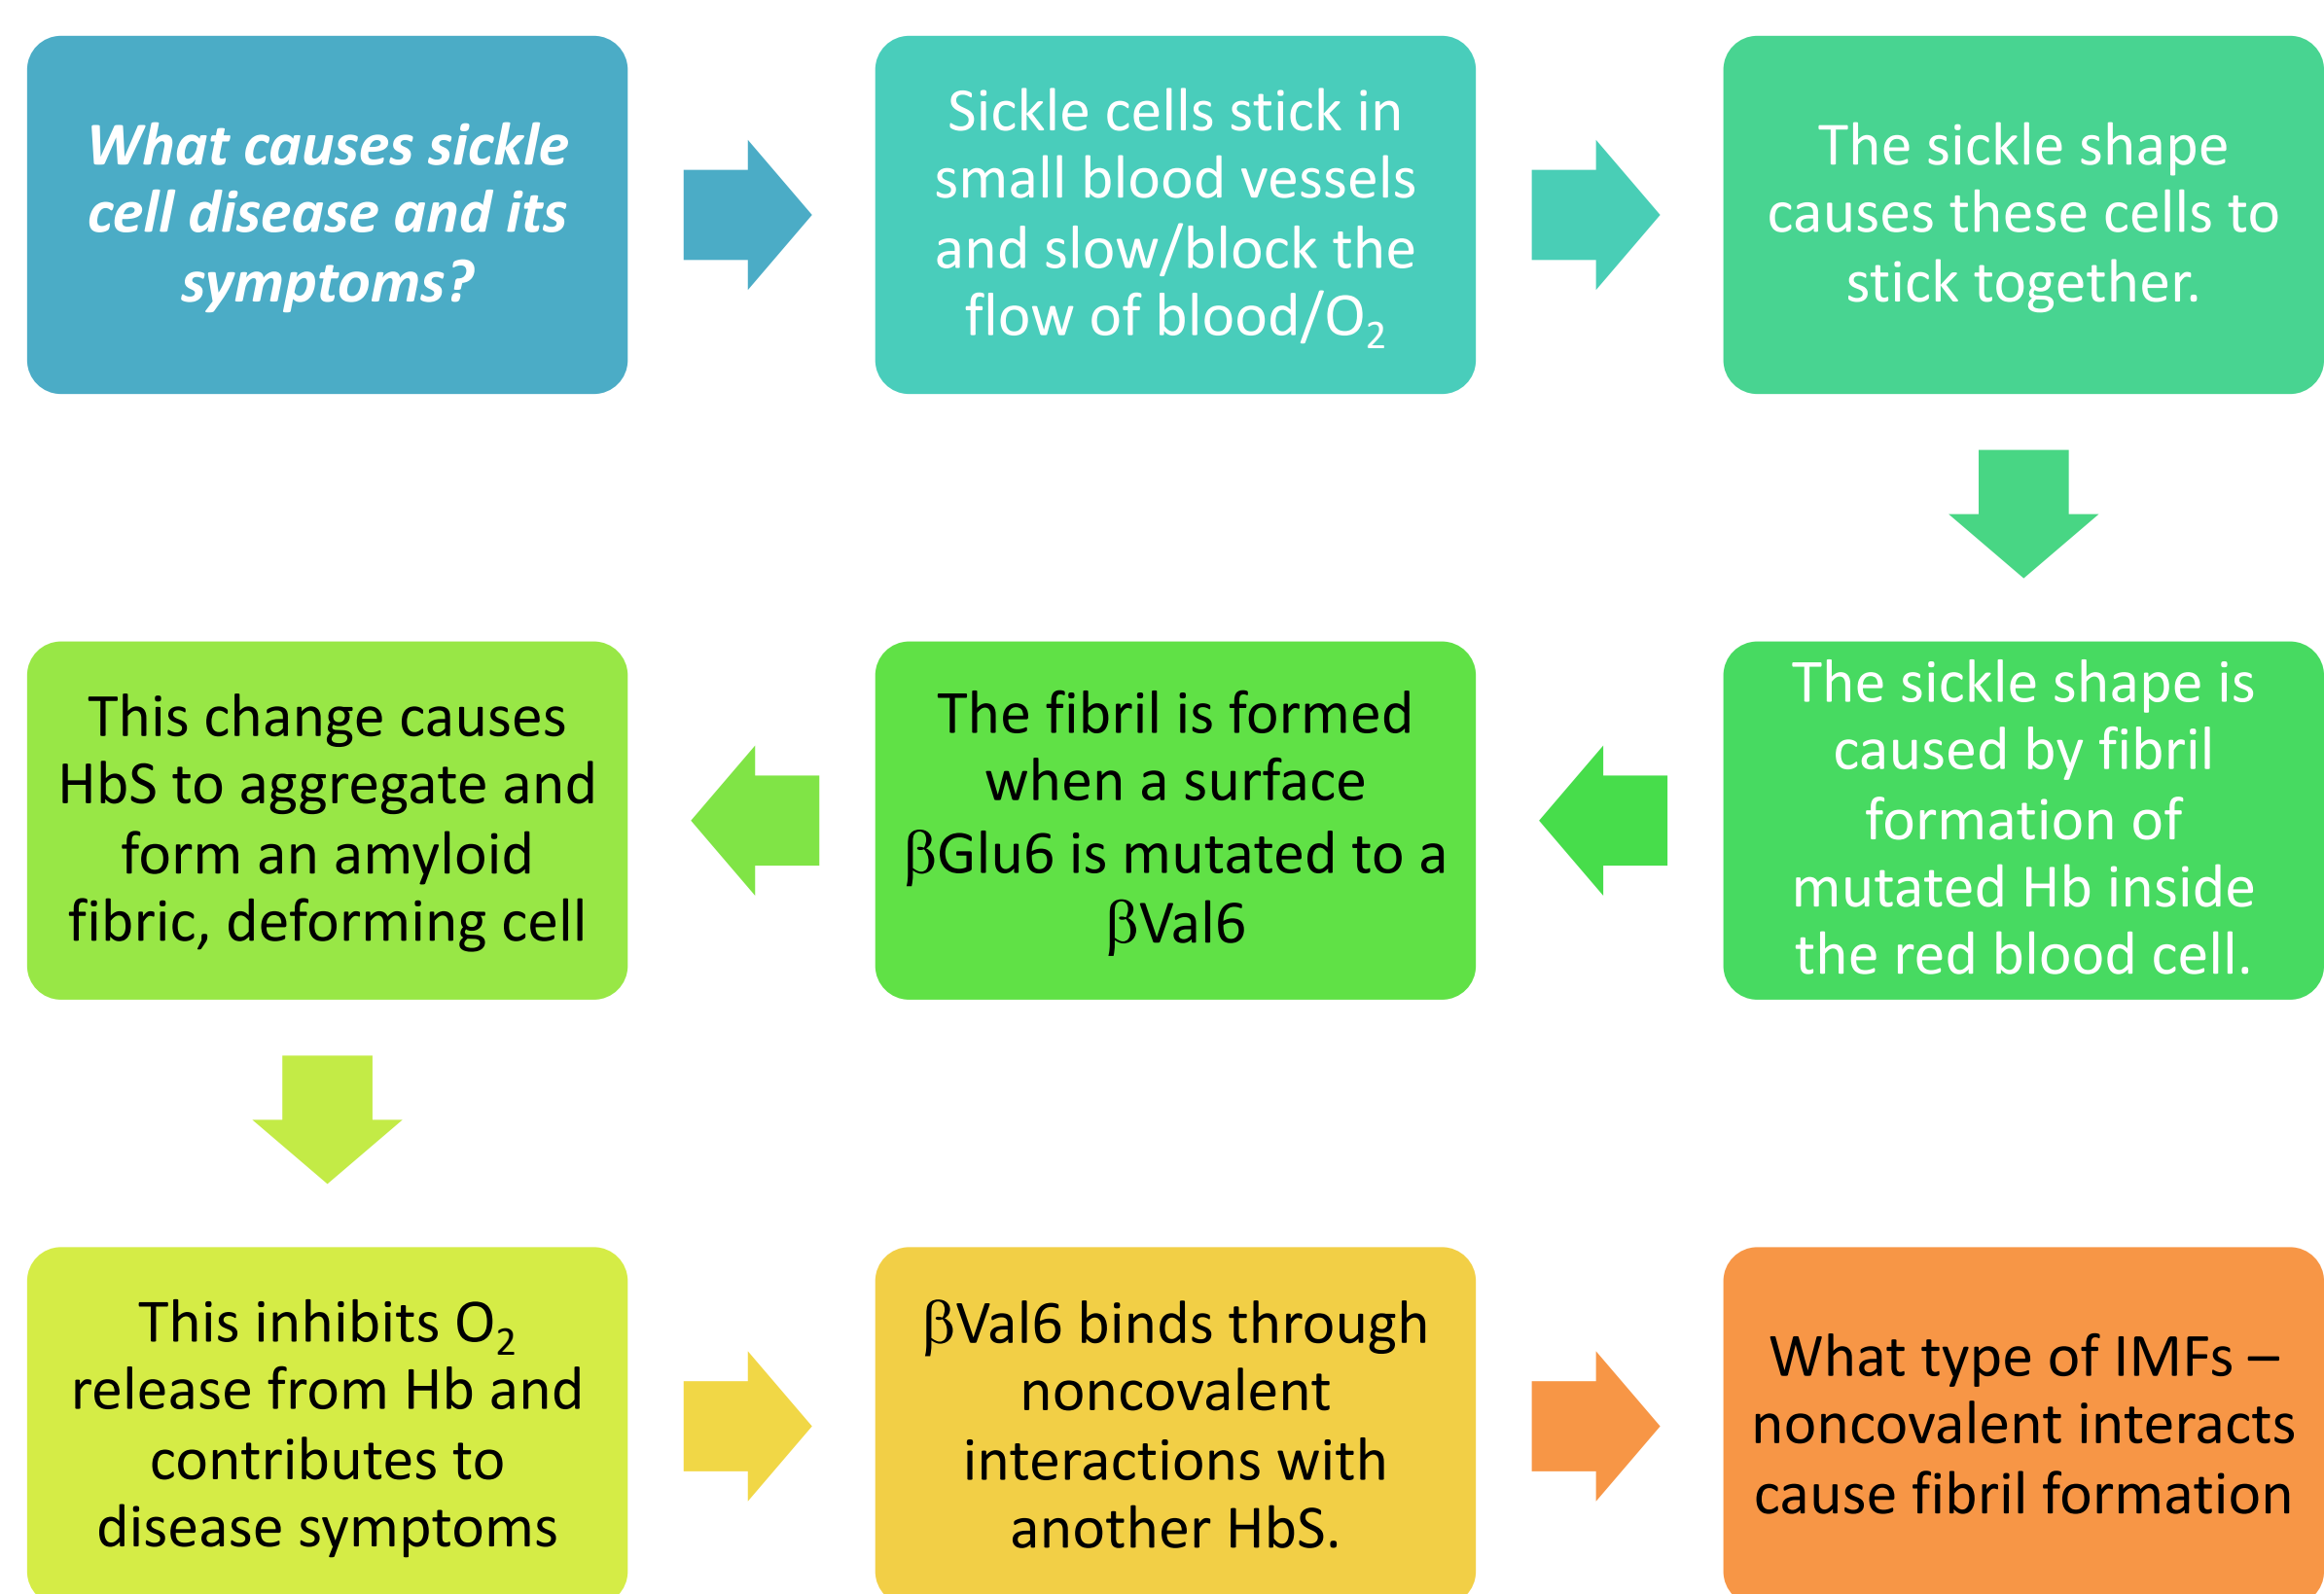 What causes sickle
cell disease and its
symptoms?
Sickle cells stick in
small blood vessels
and slow/block the
flow of blood/O₂
The sickle shape
causes these cells to
stick together.
The sickle shape is
caused by fibril
formation of
mutated Hb inside
the red blood cell.
The fibril is formed
when a surface
βGlu6 is mutated to a
βVal6
This change causes
HbS to aggregate and
form an amyloid
fibric, deforming cell
This inhibits O₂
release from Hb and
contributes to
disease symptoms
βVal6 binds through
noncovalent
interactions with
another HbS.
What type of IMFs –
noncovalent interacts
cause fibril formation